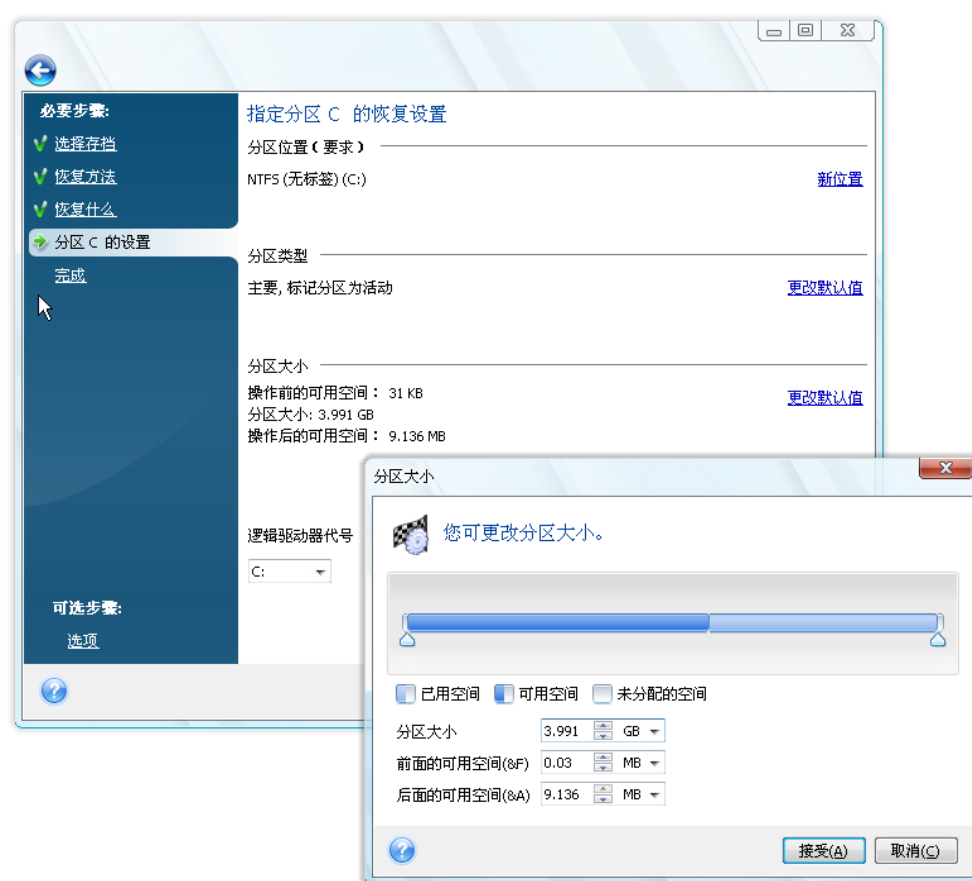 必要步骤:
选择存档
恢复方法
恢复什么
分区 C 的设置
完成
可选步骤:
选项
指定分区 C 的恢复设置
分区位置 ( 要求 )
NTFS (无标签) (C:)
新位置
分区类型
主要, 标记分区为活动
更改默认值
分区大小
操作前的可用空间： 31 KB
更改默认值
分区大小: 3.991 GB
操作后的可用空间： 9.136 MB
逻辑驱动器代号
C:
分区大小
您可更改分区大小。
已用空间 可用空间 未分配的空间
分区大小 3.991 GB
前面的可用空间(&F) 0.03 MB
后面的可用空间(&A) 9.136 MB
接受(A) 取消(C)